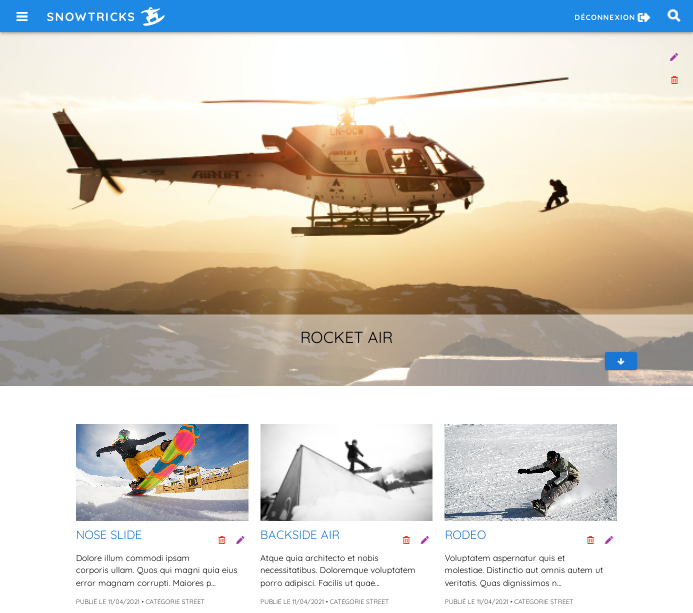 SNOWTRICKS
DÉCONNEXION
LN-OCW
AIRLIFT
ROCKET AIR
NOSE SLIDE
Dolore illum commodi ipsam
corporis ullam. Quos qui magni quia eius
error magnam corrupti. Maiores p...
PUBLIÉ LE 11/04/2021 • CATÉGORIE STREET
BACKSIDE AIR
Atque quia architecto et nobis
necessitatibus. Doloremque voluptatem
porro adipisci. Facilis ut quae...
PUBLIÉ LE 11/04/2021 • CATÉGORIE STREET
RODEO
Voluptatem aspernatur quis et
molestiae. Distinctio aut omnis autem ut
veritatis. Quas dignissimos n...
PUBLIÉ LE 11/04/2021 • CATÉGORIE STREET